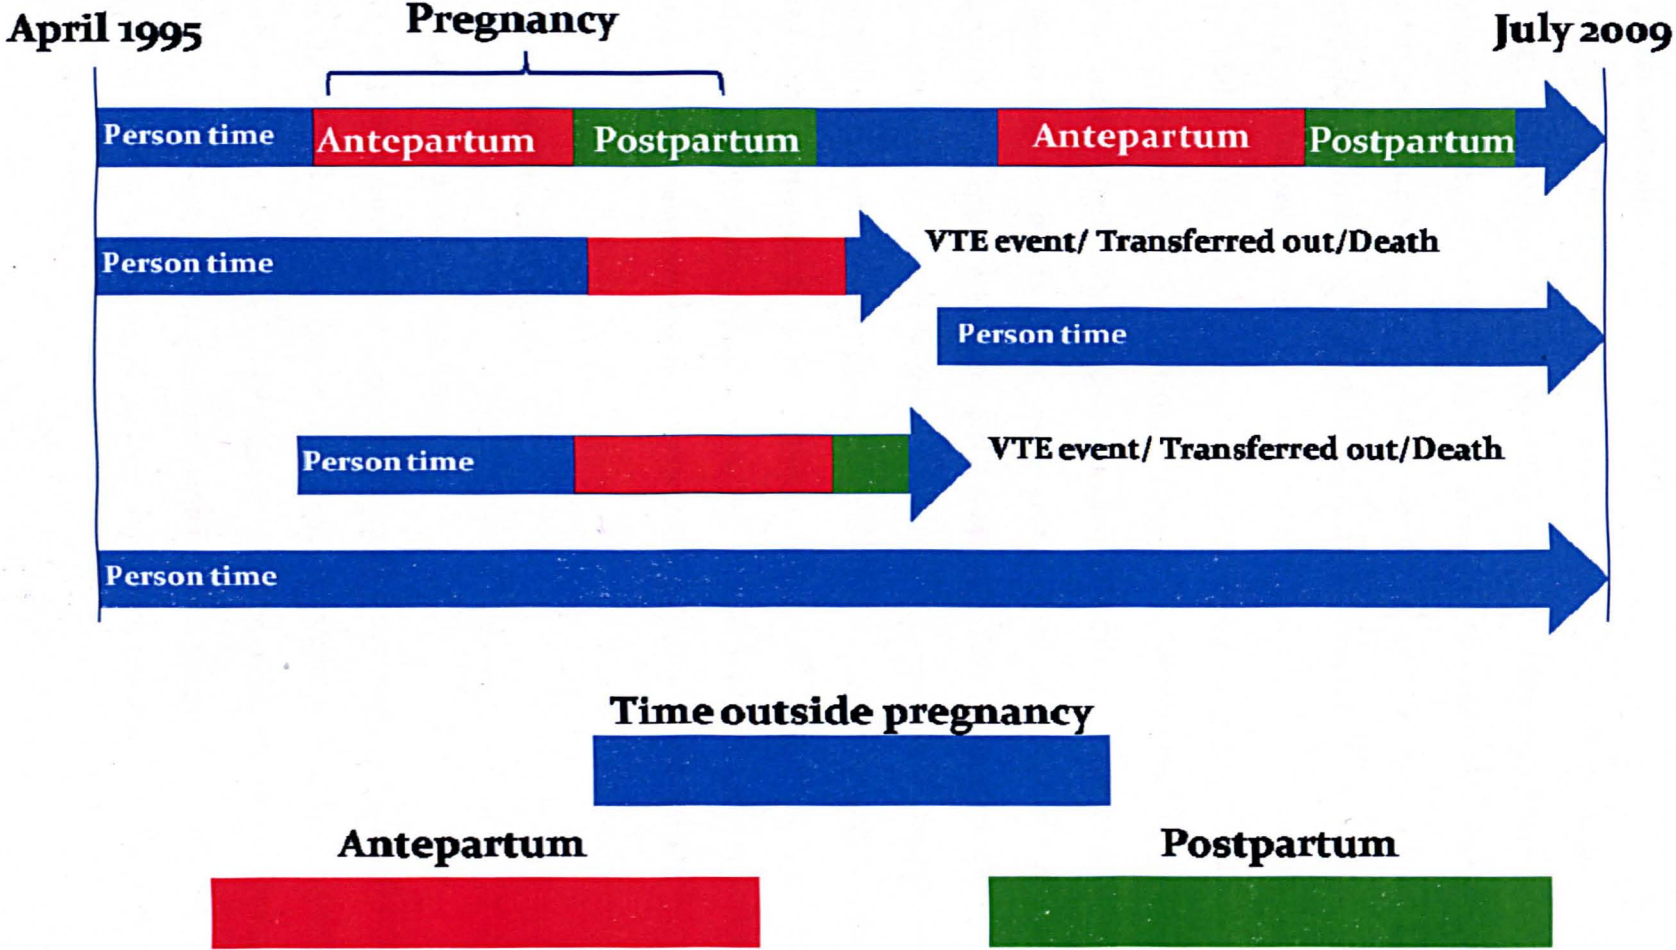 April 1995
Pregnancy
July 2009
Person time
Antepartum
Postpartum
Antepartum
Postpartum
Person time
VTE event/ Transferred out/Death
Person time
Person time
VTE event/ Transferred out/Death
Person time
Time outside pregnancy
Antepartum
Postpartum